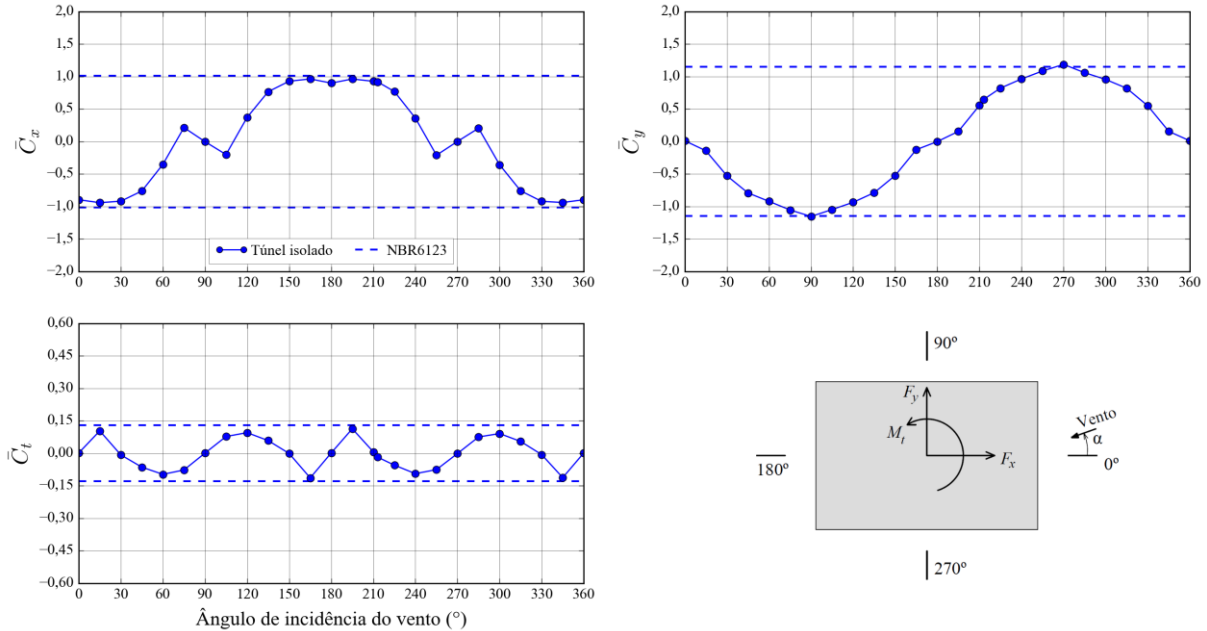 2,0
1,5
1,0
0,5
0,0
−0,5
−1,0
−1,5
−2,0
C̄x
0 30 60 90 120 150 180 210 240 270 300 330 360
Túnel isolado NBR6123
2,0
1,5
1,0
0,5
0,0
−0,5
−1,0
−1,5
−2,0
C̄y
0 30 60 90 120 150 180 210 240 270 300 330 360
0,60
0,45
0,30
0,15
0,00
−0,15
−0,30
−0,45
−0,60
C̄t
0 30 60 90 120 150 180 210 240 270 300 330 360
Ângulo de incidência do vento (°)
90º
Fy
Mt
Fx
Vento
α
0º
180º
270º